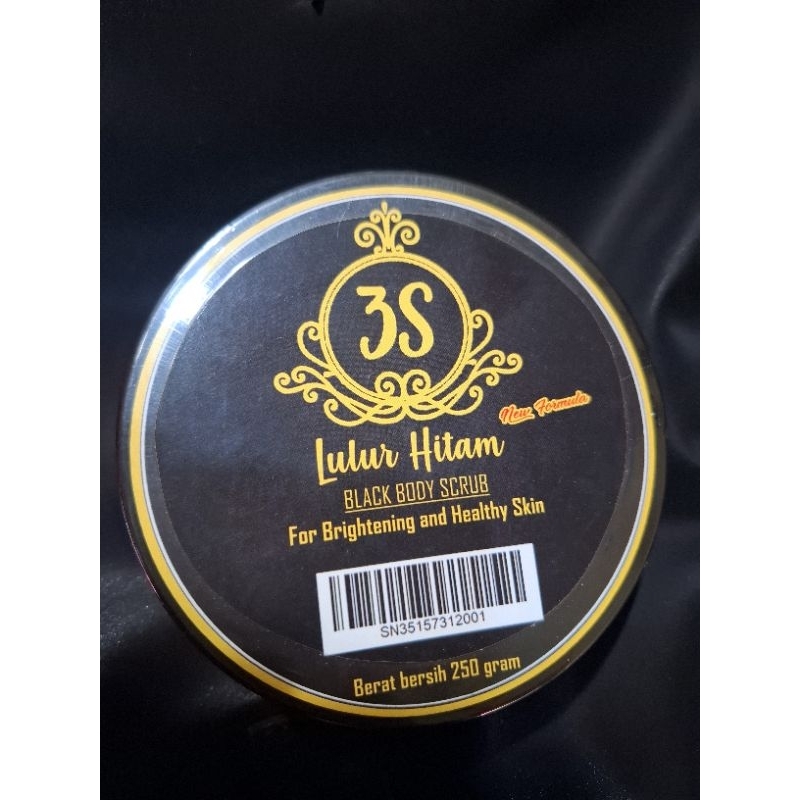 3S
New Formula
Lulur Hitam
BLACK BODY SCRUB
For Brightening and Healthy Skin
SN35157312001
Berat bersih 250 gram